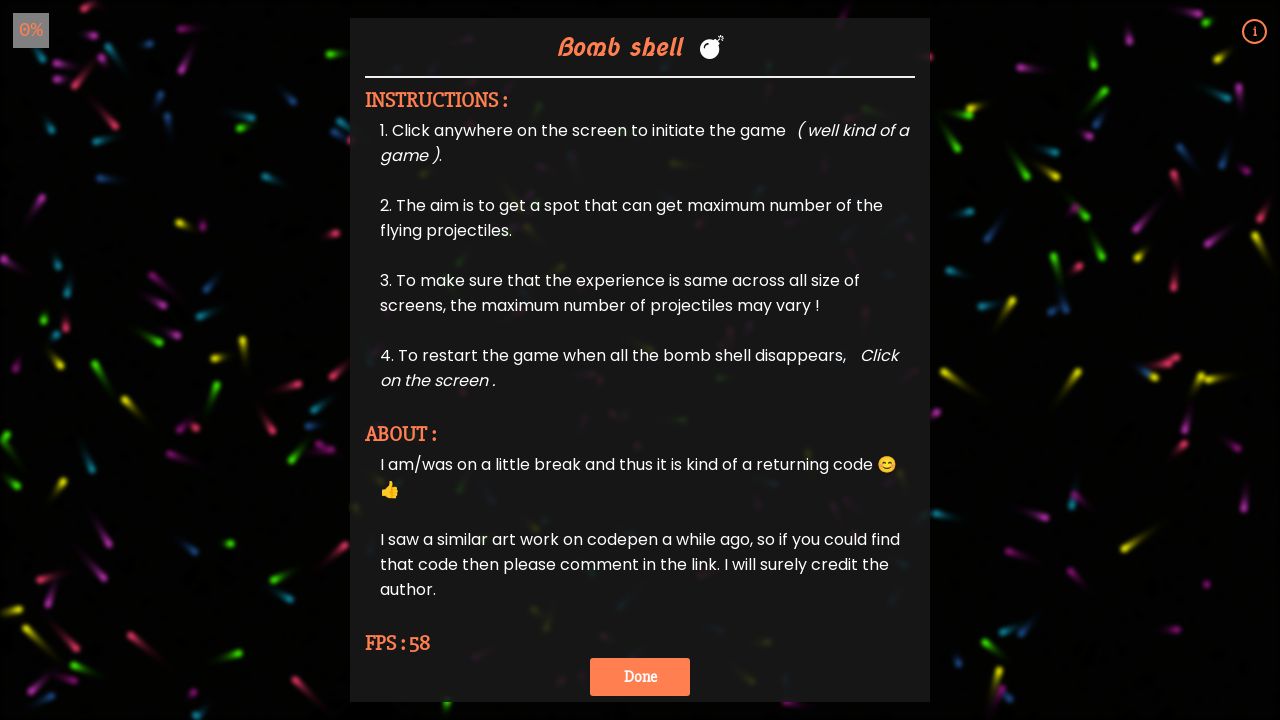 0%
i
Bomb shell 💣
INSTRUCTIONS :
1. Click anywhere on the screen to initiate the game ( well kind of a
game ).
2. The aim is to get a spot that can get maximum number of the
flying projectiles.
3. To make sure that the experience is same across all size of
screens, the maximum number of projectiles may vary !
4. To restart the game when all the bomb shell disappears, Click
on the screen .
ABOUT :
I am/was on a little break and thus it is kind of a returning code 😊
👍
I saw a similar art work on codepen a while ago, so if you could find
that code then please comment in the link. I will surely credit the
author.
FPS : 58
Done